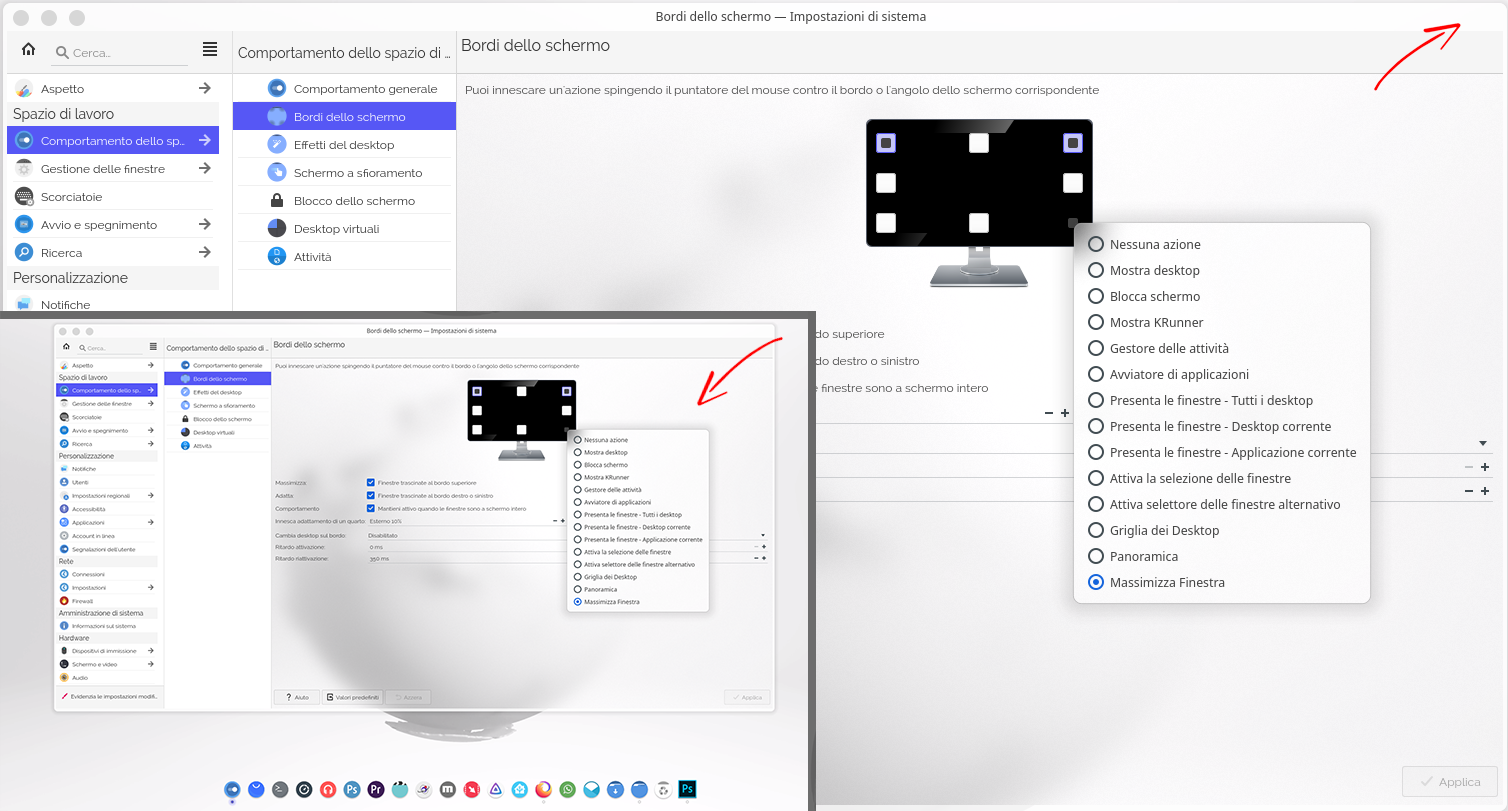 Bordi dello schermo — Impostazioni di sistema
Cerca...
Comportamento dello spazio di ...
Bordi dello schermo
Aspetto
Spazio di lavoro
Comportamento dello sp...
Gestione delle finestre
Scorciatoie
Avvio e spegnimento
Ricerca
Personalizzazione
Notifiche
Comportamento generale
Bordi dello schermo
Effetti del desktop
Schermo a sfioramento
Blocco dello schermo
Desktop virtuali
Attività
Puoi innescare un'azione spingendo il puntatore del mouse contro il bordo o l'angolo dello schermo corrispondente
Nessuna azione
Mostra desktop
Blocca schermo
Mostra KRunner
Gestore delle attività
Avviatore di applicazioni
Presenta le finestre - Tutti i desktop
Presenta le finestre - Desktop corrente
Presenta le finestre - Applicazione corrente
Attiva la selezione delle finestre
Attiva selettore delle finestre alternativo
Griglia dei Desktop
Panoramica
Massimizza Finestra
do superiore
do destro o sinistro
e finestre sono a schermo intero
Applica
Bordi dello schermo — Impostazioni di sistema
Cerca...
Comportamento dello spazio di ...
Bordi dello schermo
Aspetto
Spazio di lavoro
Comportamento dello sp...
Gestione delle finestre
Scorciatoie
Avvio e spegnimento
Ricerca
Personalizzazione
Notifiche
Utenti
Impostazioni regionali
Accessibilità
Applicazioni
Account in linea
Segnalazioni dell'utente
Rete
Connessioni
Impostazioni
Firewall
Amministrazione di sistema
Informazioni sul sistema
Hardware
Dispositivi di immissione
Schermo e video
Audio
Evidenzia le impostazioni modifi...
Comportamento generale
Bordi dello schermo
Effetti del desktop
Schermo a sfioramento
Blocco dello schermo
Desktop virtuali
Attività
Puoi innescare un'azione spingendo il puntatore del mouse contro il bordo o l'angolo dello schermo corrispondente
Massimizza: Finestre trascinate al bordo superiore
Adatta: Finestre trascinate al bordo destro o sinistro
Comportamento: Mantieni attivo quando le finestre sono a schermo intero
Innesca adattamento di un quarto: Esterno 10%
Cambia desktop sul bordo: Disabilitato
Ritardo attivazione: 0 ms
Ritardo riattivazione: 350 ms
Nessuna azione
Mostra desktop
Blocca schermo
Mostra KRunner
Gestore delle attività
Avviatore di applicazioni
Presenta le finestre - Tutti i desktop
Presenta le finestre - Desktop corrente
Presenta le finestre - Applicazione corrente
Attiva la selezione delle finestre
Attiva selettore delle finestre alternativo
Griglia dei Desktop
Panoramica
Massimizza Finestra
? Aiuto
Valori predefiniti
Azzera
Applica
Ps
Pr
m
Ps